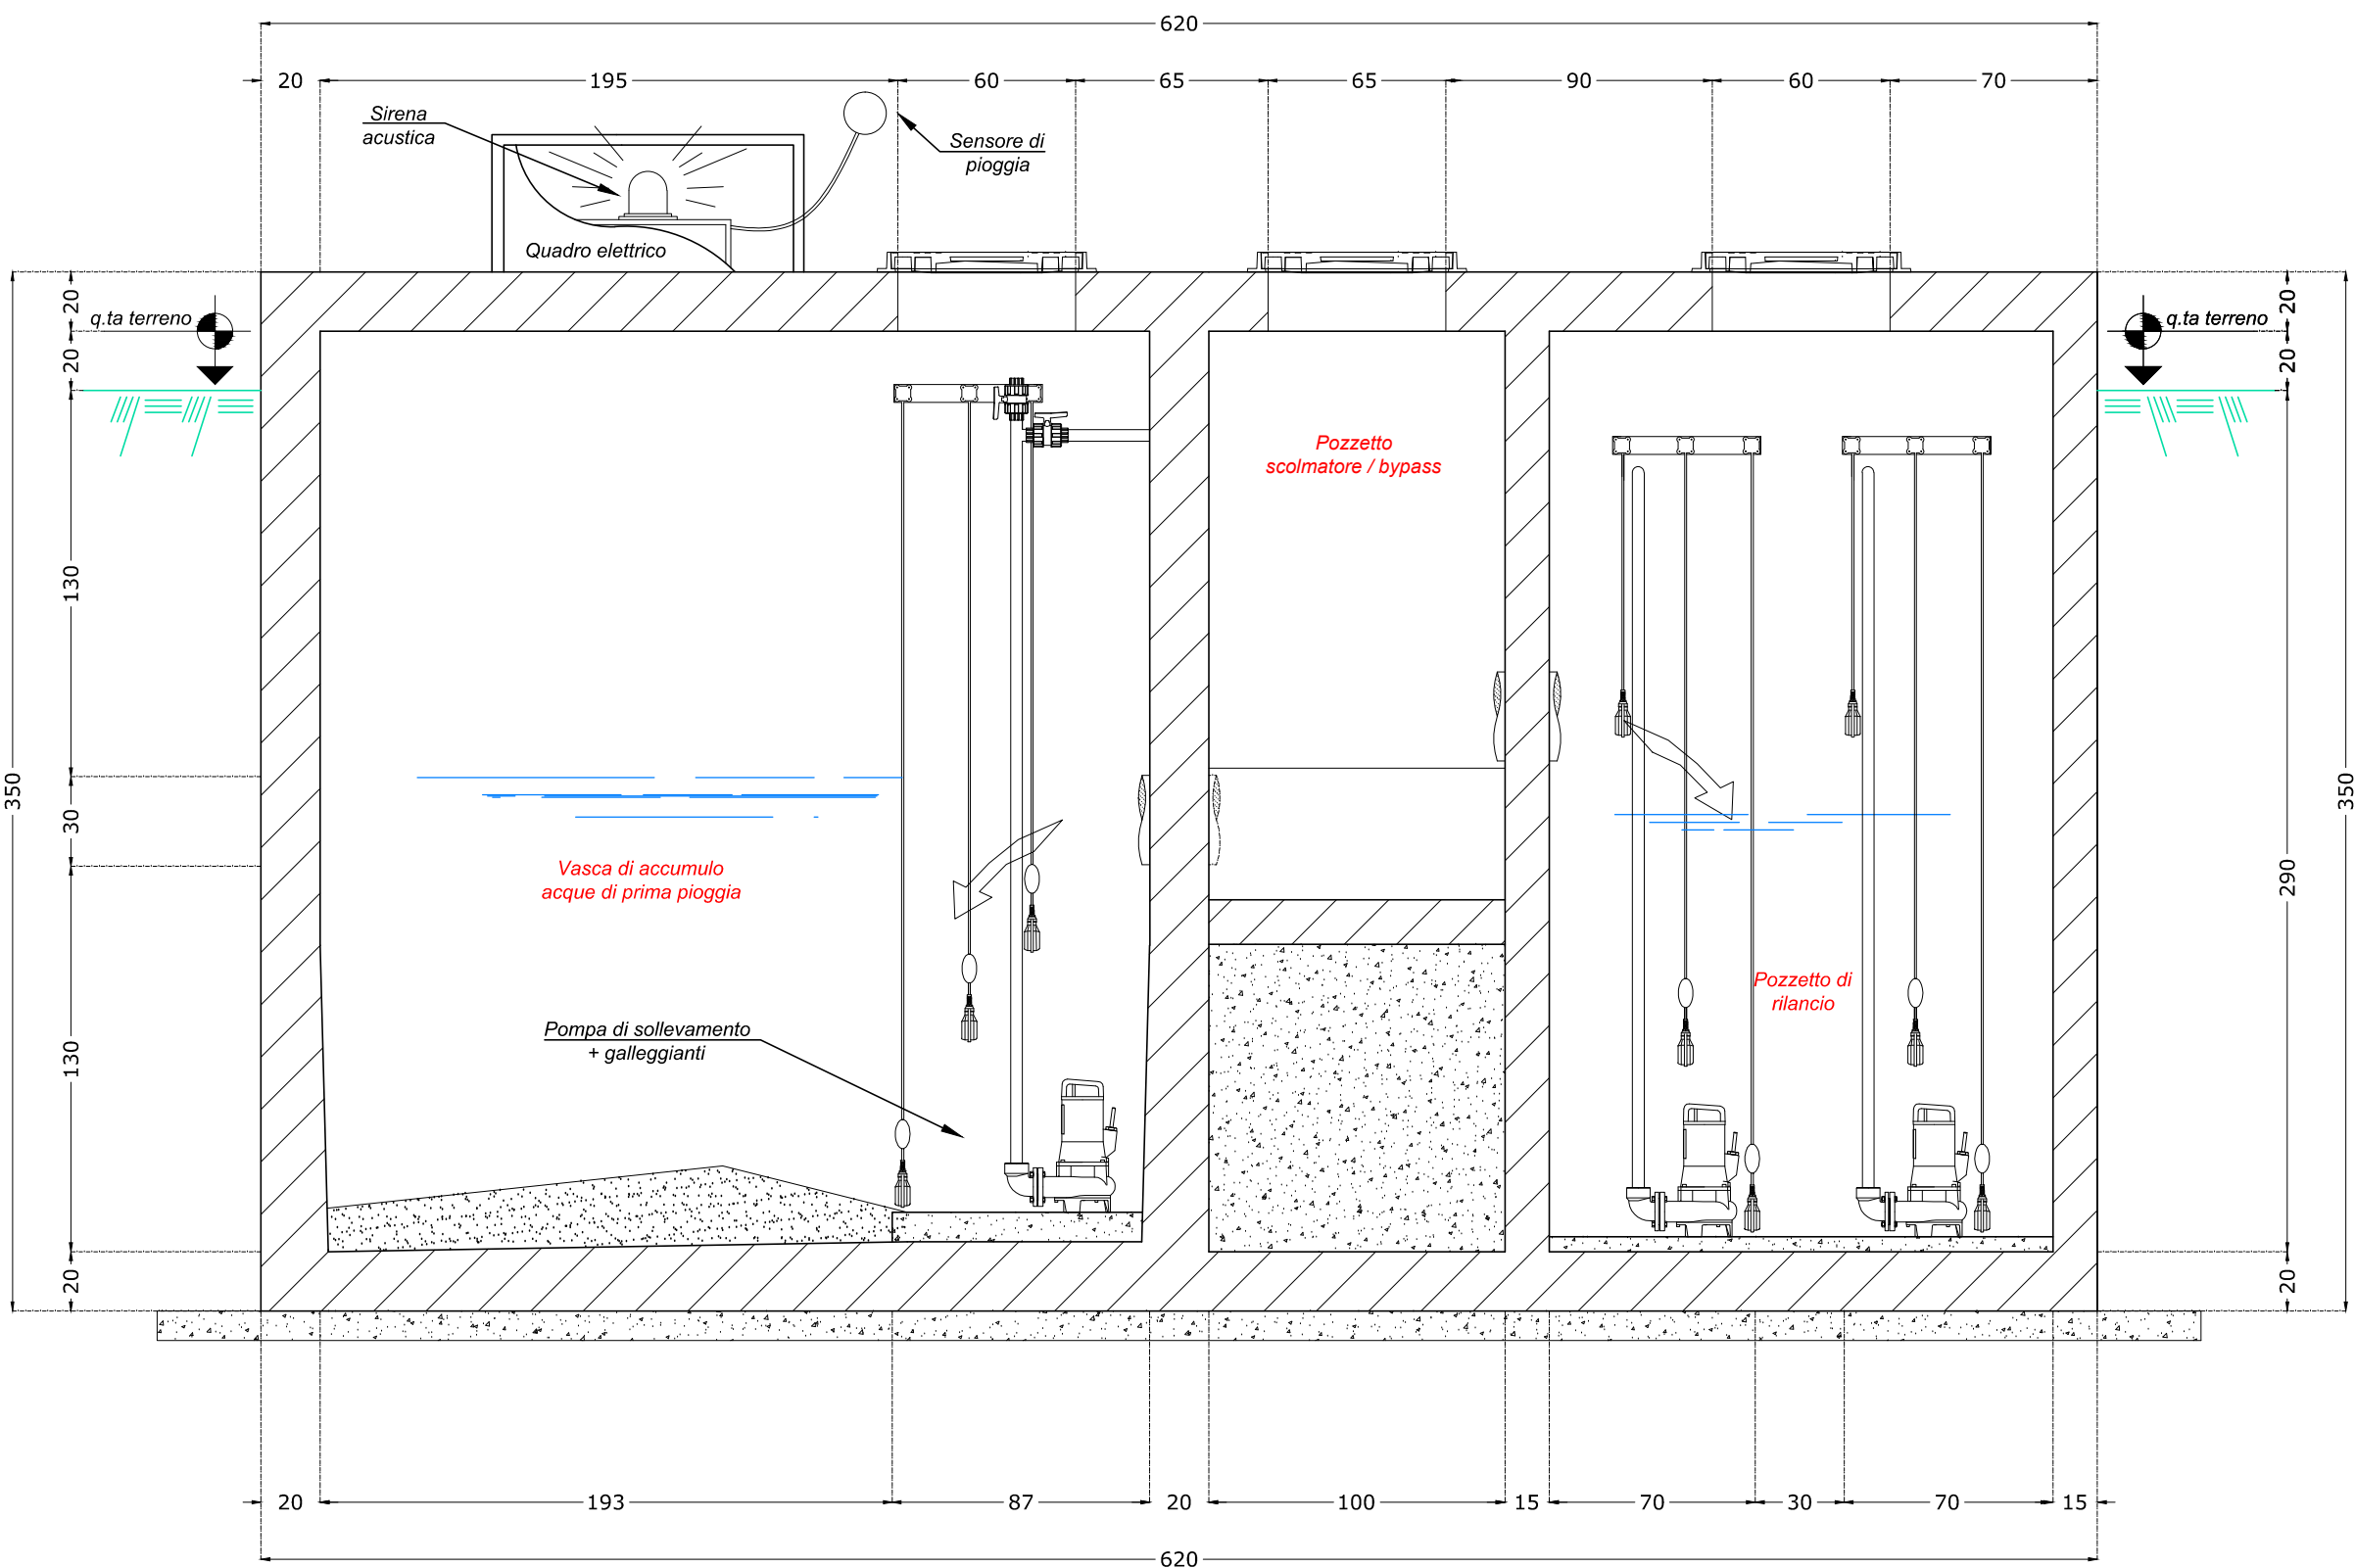 620
20 195 60 65 65 90 60 70
Sirena
acustica
Sensore di
pioggia
Quadro elettrico
q.ta terreno
q.ta terreno
20
20
130
30
130
20
350
20
20
290
20
350
Pozzetto
scolmatore / bypass
Vasca di accumulo
acque di prima pioggia
Pozzetto di
rilancio
Pompa di sollevamento
+ galleggianti
20 193 87 20 100 15 70 30 70 15
620